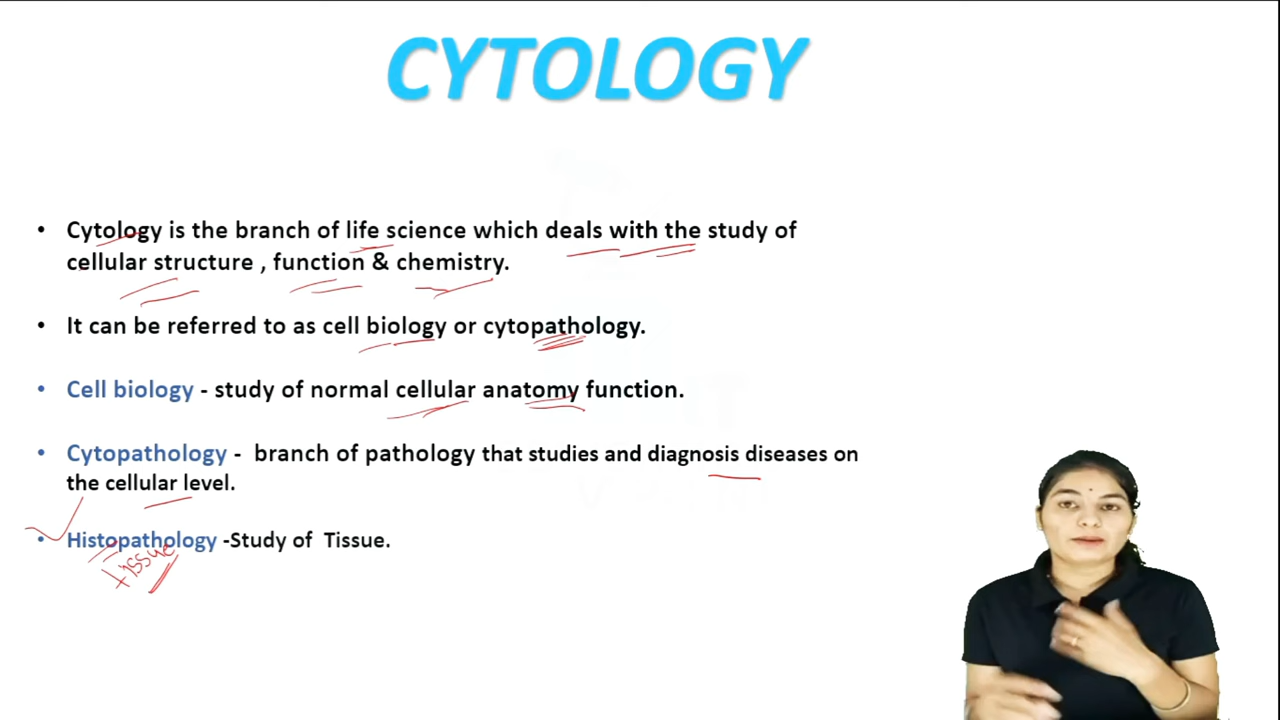 CYTOLOGY
• Cytology is the branch of life science which deals with the study of
cellular structure , function & chemistry.
• It can be referred to as cell biology or cytopathology.
• Cell biology - study of normal cellular anatomy function.
• Cytopathology - branch of pathology that studies and diagnosis diseases on
the cellular level.
• Histopathology -Study of Tissue.
tissue